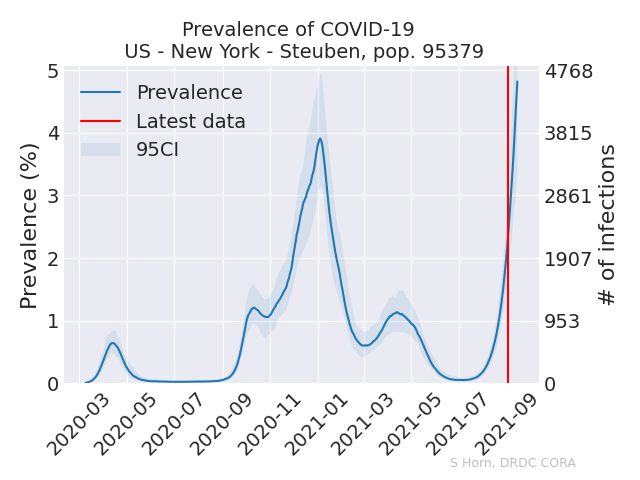 Prevalence of COVID-19
US - New York - Steuben, pop. 95379
Prevalence
Latest data
95CI
Prevalence (%)
5
4
3
2
1
0
4768
3815
2861
1907
953
0
# of infections
2020-03
2020-05
2020-07
2020-09
2020-11
2021-01
2021-03
2021-05
2021-07
2021-09
S Horn, DRDC CORA